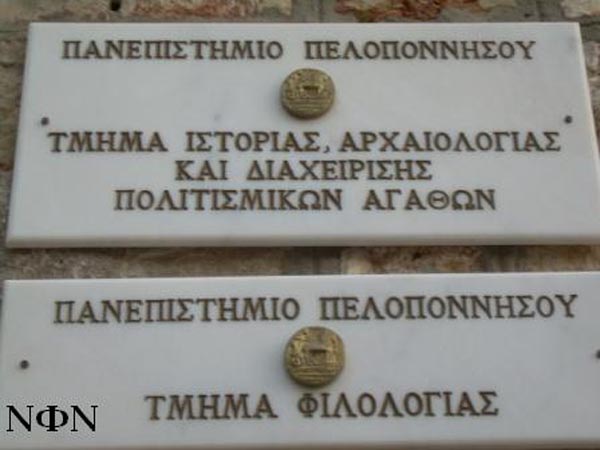 ΠΑΝΕΠΙΣΤΗΜΙΟ ΠΕΛΟΠΟΝΝΗΣΟΥ
ΤΜΗΜΑ ΙΣΤΟΡΙΑΣ, ΑΡΧΑΙΟΛΟΓΙΑΣ
ΚΑΙ ΔΙΑΧΕΙΡΙΣΗΣ
ΠΟΛΙΤΙΣΜΙΚΩΝ ΑΓΑΘΩΝ
ΠΑΝΕΠΙΣΤΗΜΙΟ ΠΕΛΟΠΟΝΝΗΣΟΥ
ΤΜΗΜΑ ΦΙΛΟΛΟΓΙΑΣ
ΝΦΝ